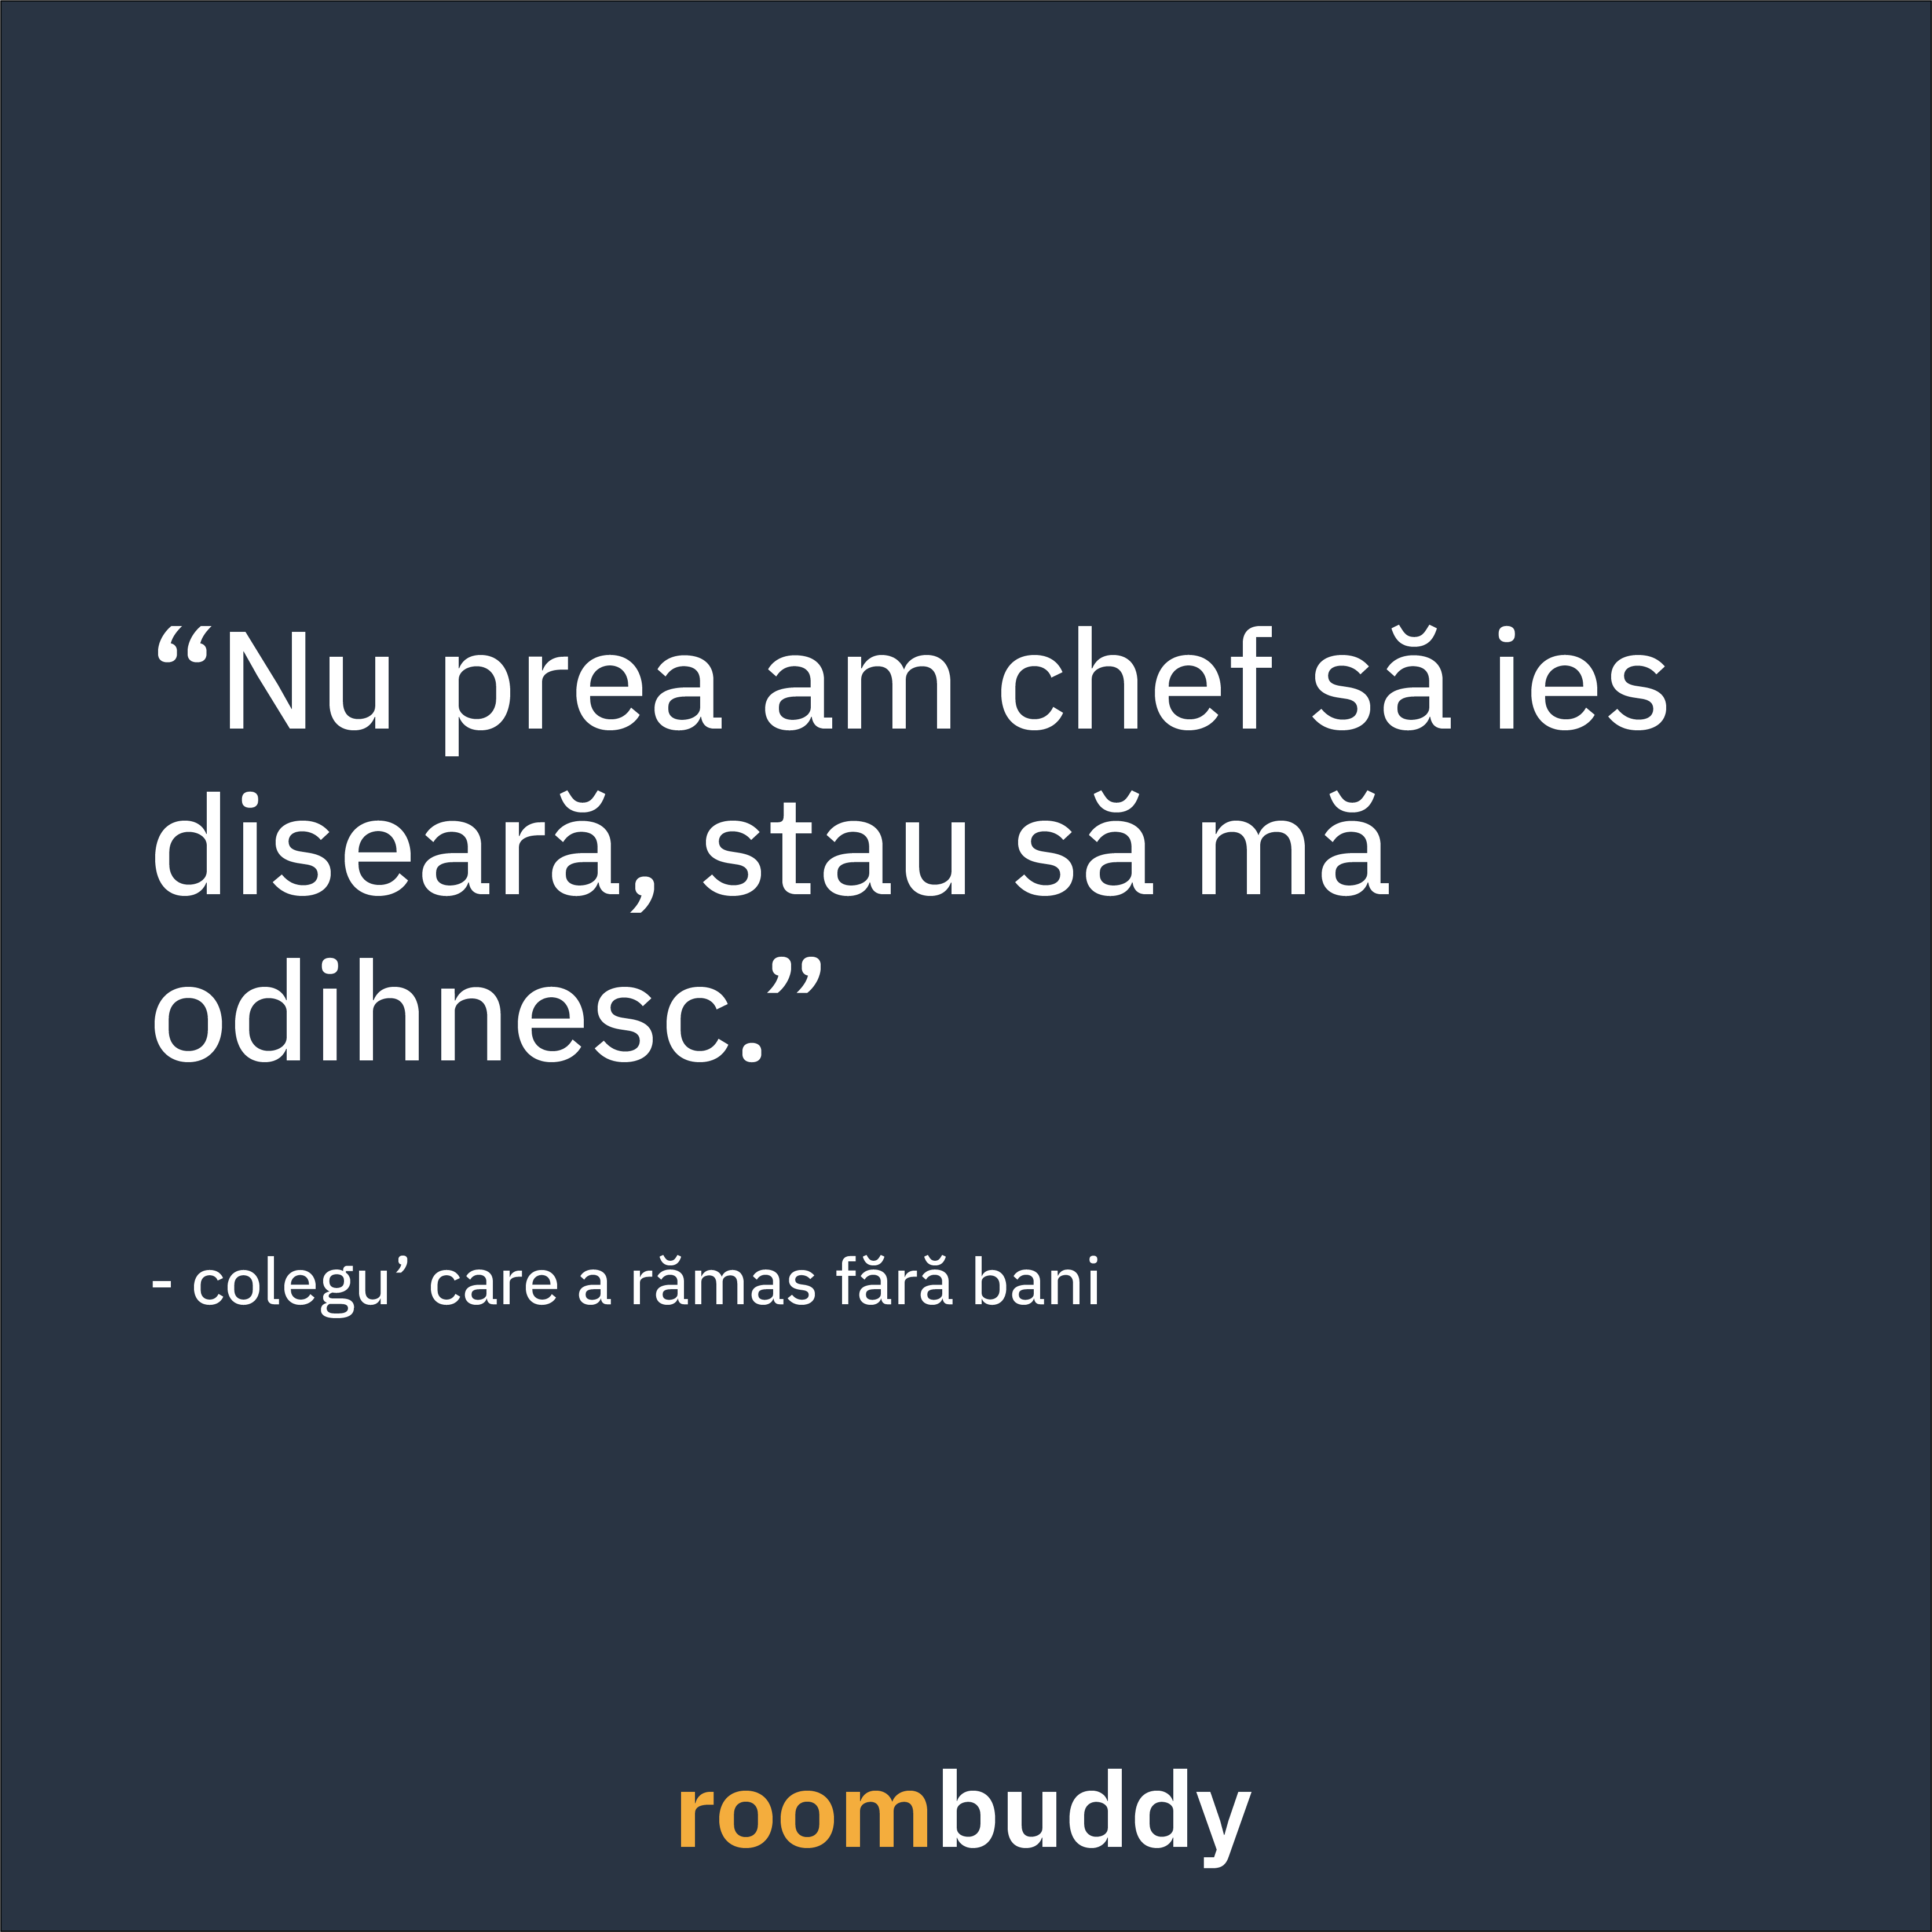 “Nu prea am chef să ies
diseară, stau să mă
odihnesc.”
- colegu’ care a rămas fără bani
roombuddy